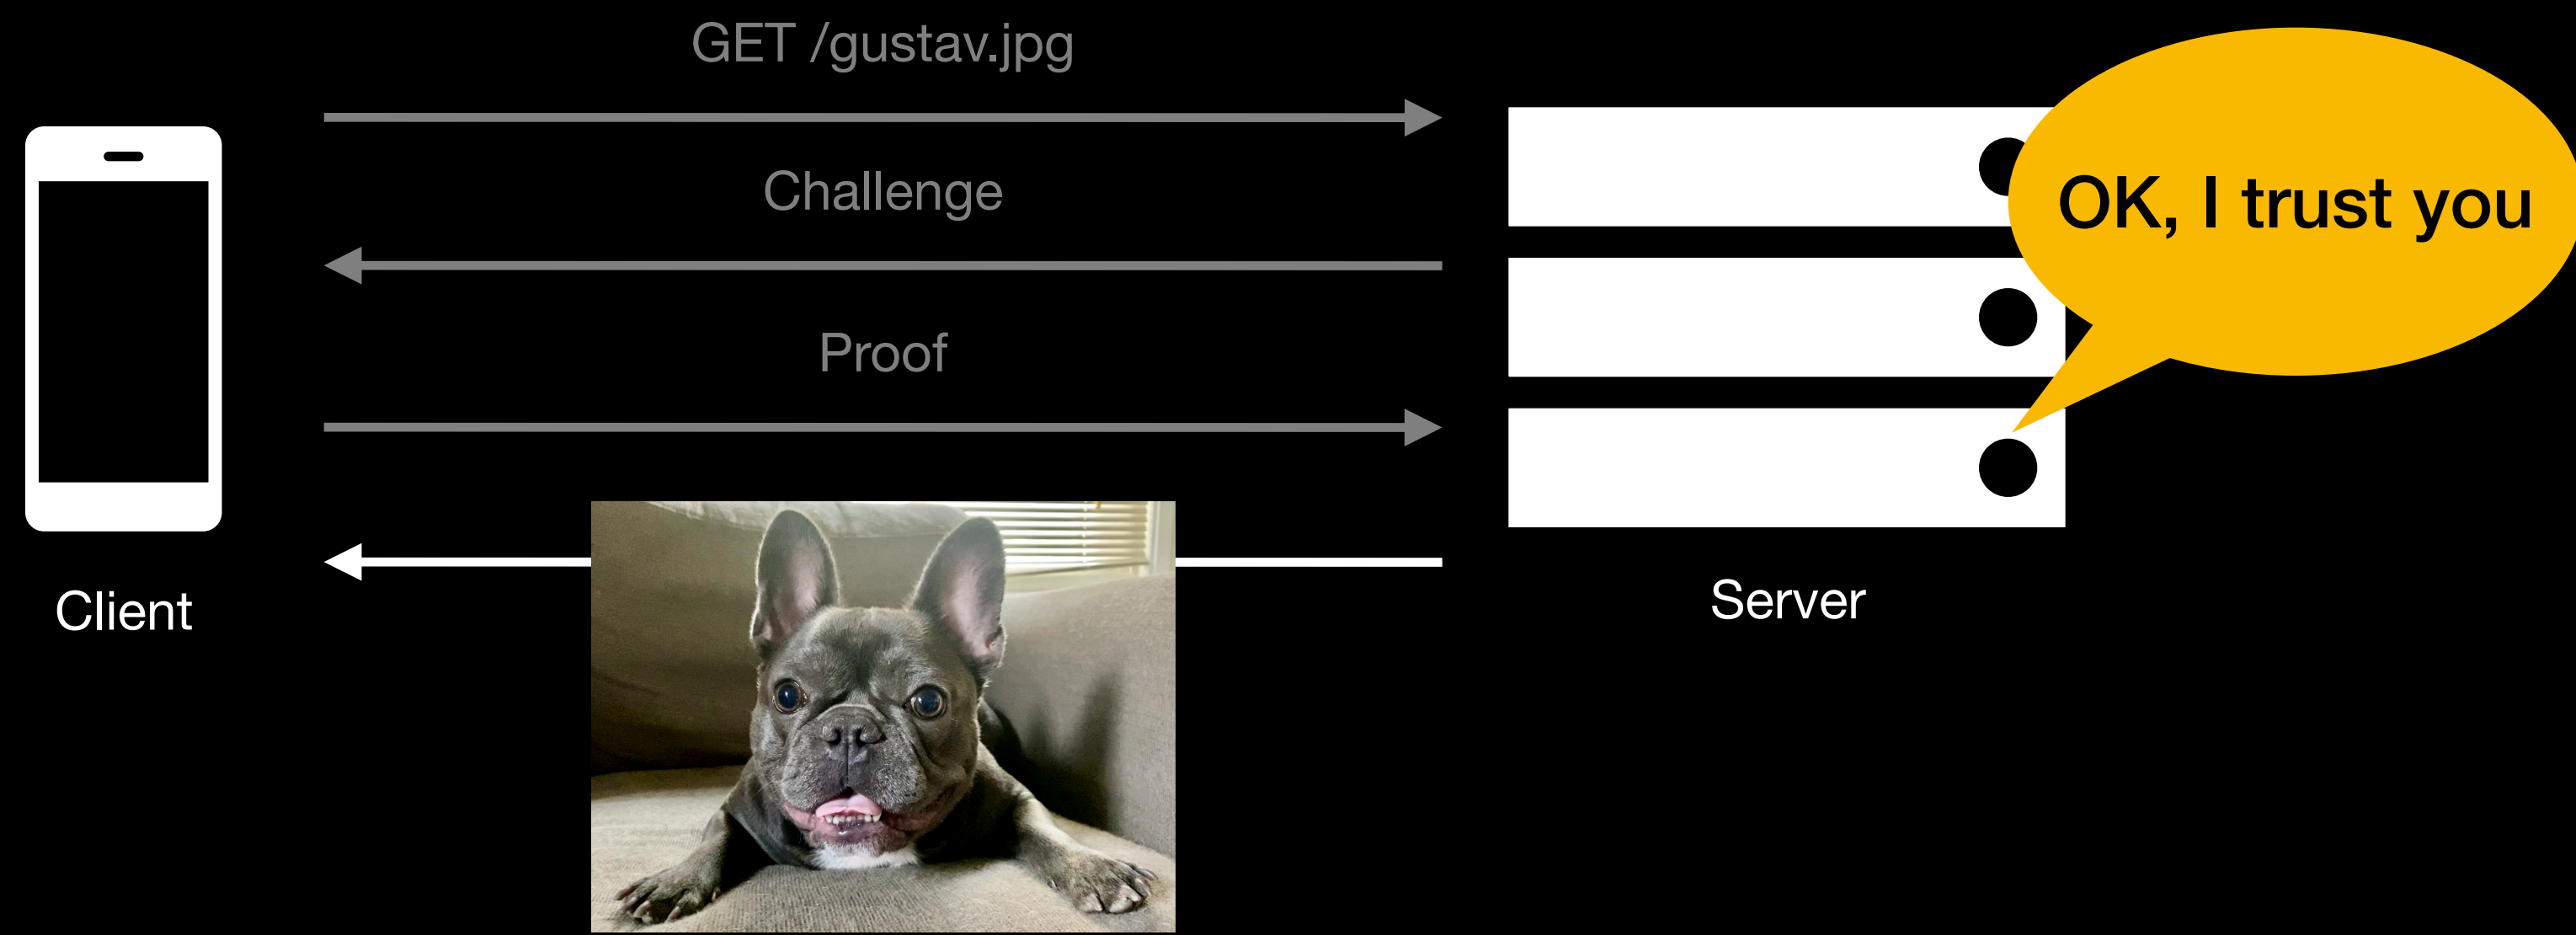 GET /gustav.jpg
Challenge
Proof
OK, I trust you
Client
Server